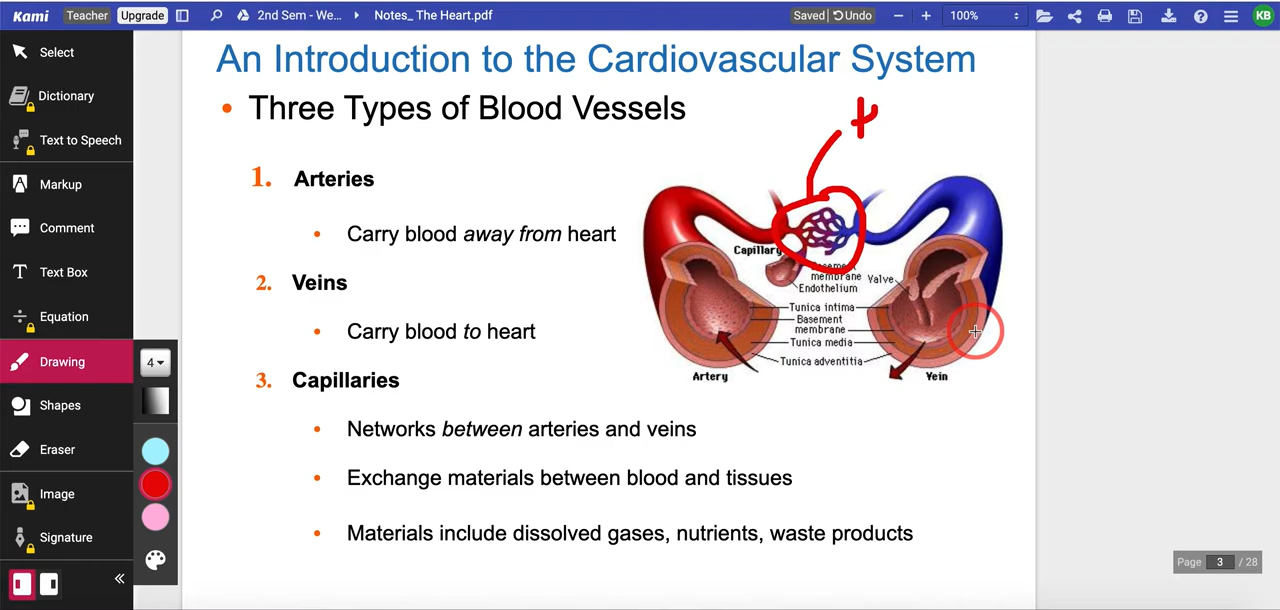 Kami Teacher Upgrade 2nd Sem - We... Notes_ The Heart.pdf Saved Undo 100% KB
Select
Dictionary
Text to Speech
Markup
Comment
Text Box
Equation
Drawing
4
Shapes
Eraser
Image
Signature
An Introduction to the Cardiovascular System
• Three Types of Blood Vessels
1. Arteries
• Carry blood away from heart
2. Veins
• Carry blood to heart
3. Capillaries
• Networks between arteries and veins
• Exchange materials between blood and tissues
• Materials include dissolved gases, nutrients, waste products
Capillary
membrane
Endothelium
Valve
Tunica intima
Basement
membrane
Tunica media
Tunica adventitia
Artery
Vein
Page 3 / 28